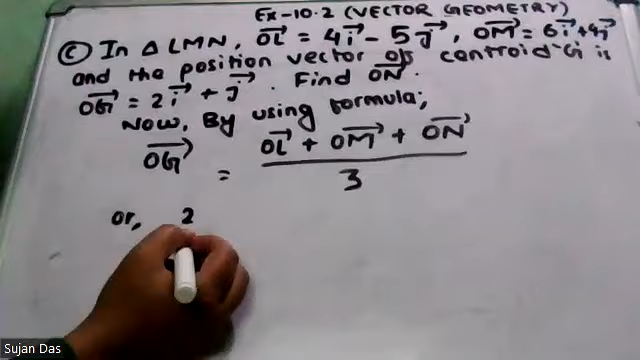 Ex-10.2 (VECTOR GEOMETRY)
© In △ LMN, OL→ = 4i→ - 5j→, OM→ = 6i→+4j→
and the position vector of centroid G is
OG→ = 2i→ + j→. Find ON→.
Now, By using formula;
OG→ = OL→ + OM→ + ON→ / 3
or, 2
Sujan Das